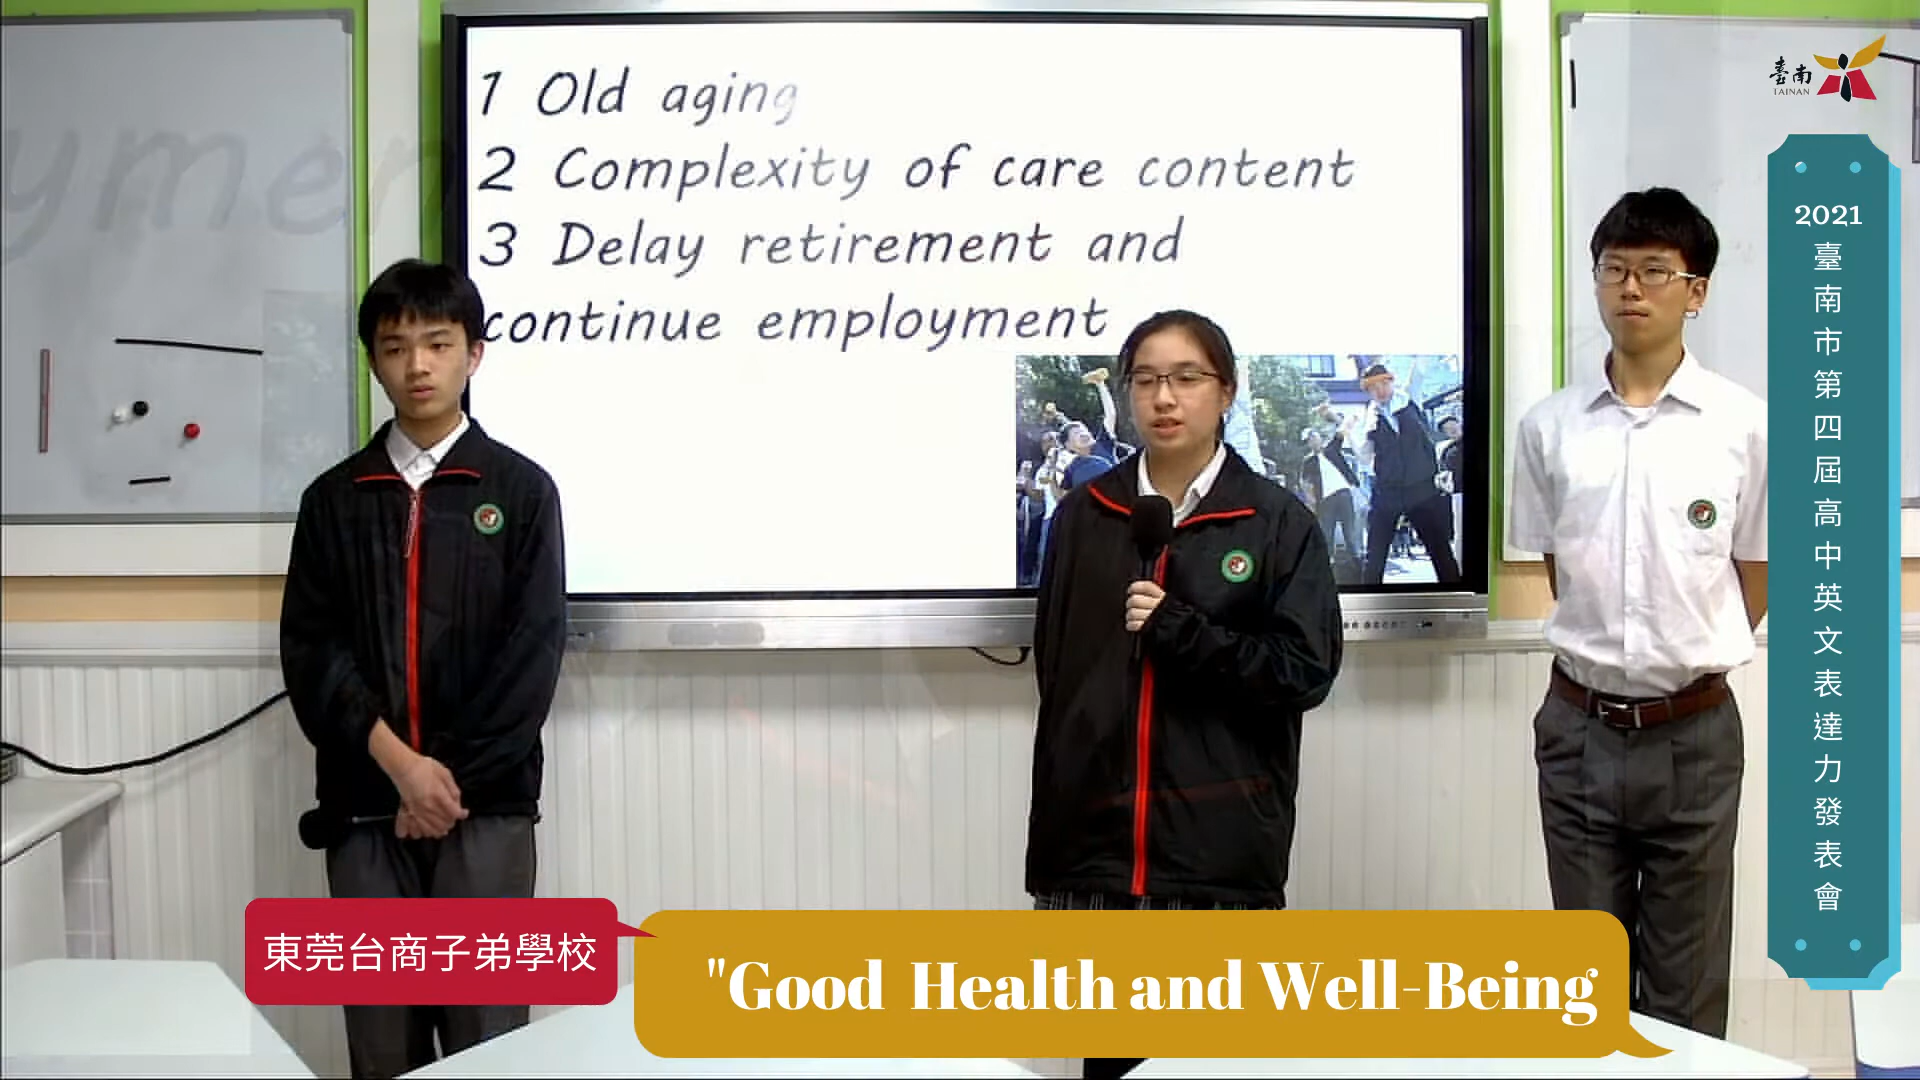 1 Old aging
2 Complexity of care content
3 Delay retirement and
continue employment
ymen
臺南
TAINAN
2021
臺南市第四屆高中英文表達力發表會
東莞台商子弟學校
"Good Health and Well-Being